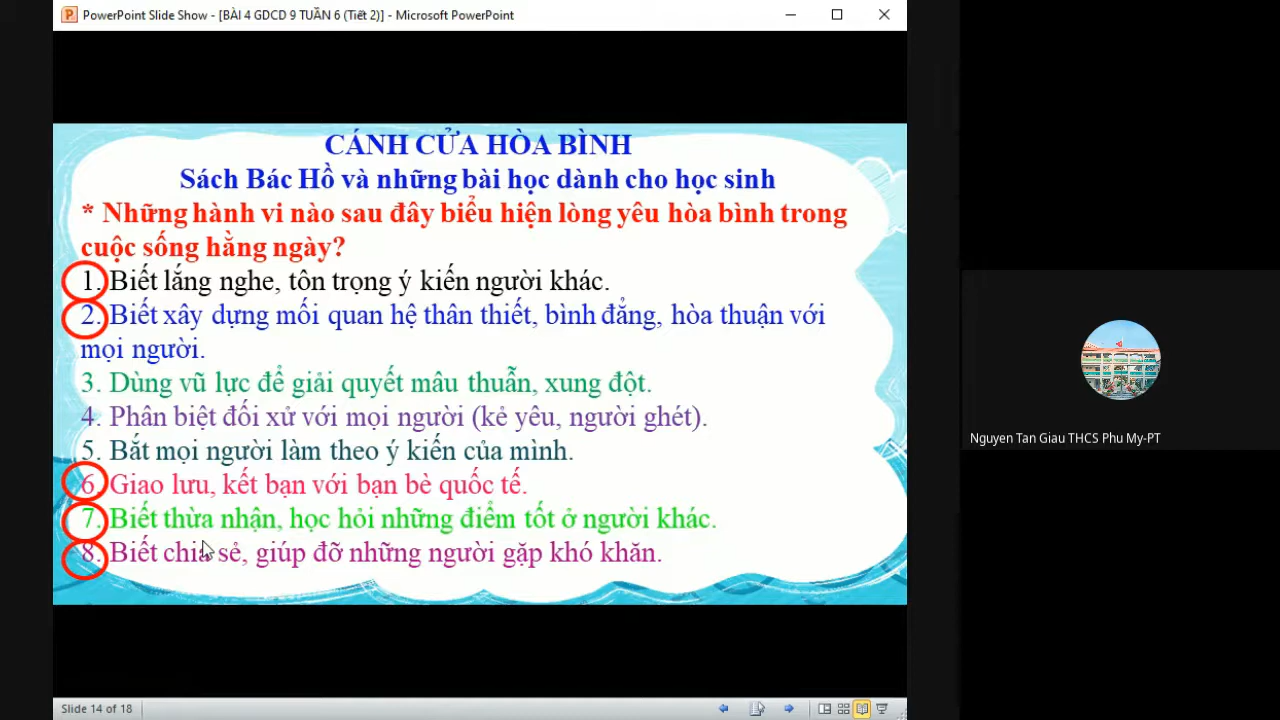 PowerPoint Slide Show - [BÀI 4 GDCD 9 TUẦN 6 (Tiết 2)] - Microsoft PowerPoint
CÁNH CỬA HÒA BÌNH
Sách Bác Hồ và những bài học dành cho học sinh
* Những hành vi nào sau đây biểu hiện lòng yêu hòa bình trong
cuộc sống hằng ngày?
1. Biết lắng nghe, tôn trọng ý kiến người khác.
2. Biết xây dựng mối quan hệ thân thiết, bình đẳng, hòa thuận với
mọi người.
3. Dùng vũ lực để giải quyết mâu thuẫn, xung đột.
4. Phân biệt đối xử với mọi người (kẻ yêu, người ghét).
5. Bắt mọi người làm theo ý kiến của mình.
6. Giao lưu, kết bạn với bạn bè quốc tế.
7. Biết thừa nhận, học hỏi những điểm tốt ở người khác.
8. Biết chia sẻ, giúp đỡ những người gặp khó khăn.
Nguyen Tan Giau THCS Phu My-PT
Slide 14 of 18